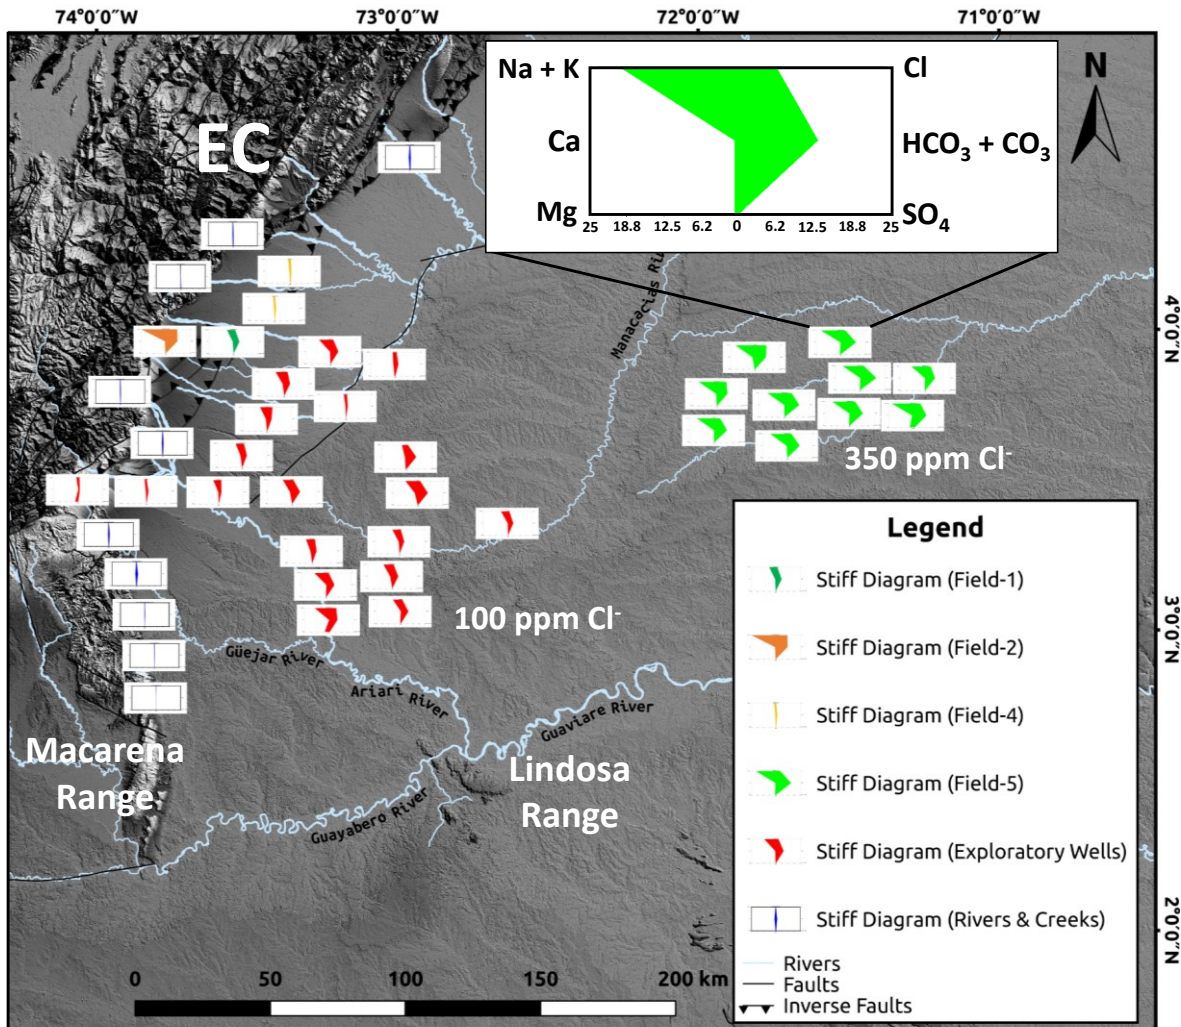 74°0′0″W
73°0′0″W
72°0′0″W
71°0′0″W
Na + K
Cl
Ca
HCO₃ + CO₃
Mg
SO₄
25 18.8 12.5 6.2 0 6.2 12.5 18.8 25
N
EC
4°0′0″N
3°0′0″N
2°0′0″N
350 ppm Cl⁻
100 ppm Cl⁻
Güejar River
Ariari River
Guaviare River
Guayabero River
Macarena
Range
Lindosa
Range
Manacacias
Legend
Stiff Diagram (Field-1)
Stiff Diagram (Field-2)
Stiff Diagram (Field-4)
Stiff Diagram (Field-5)
Stiff Diagram (Exploratory Wells)
Stiff Diagram (Rivers & Creeks)
Rivers
Faults
Inverse Faults
0 50 100 150 200 km